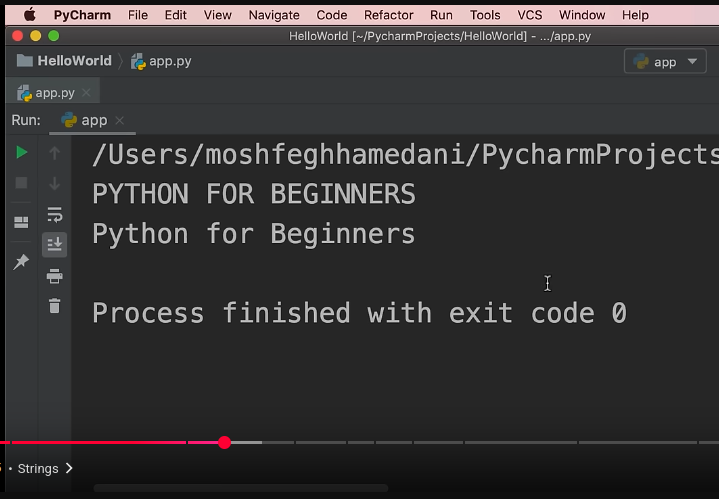 PyCharm File Edit View Navigate Code Refactor Run Tools VCS Window Help
HelloWorld [~/PycharmProjects/HelloWorld] - .../app.py
HelloWorld app.py app
app.py
Run: app
/Users/moshfeghhamedani/PycharmProjects
PYTHON FOR BEGINNERS
Python for Beginners
Process finished with exit code 0
• Strings